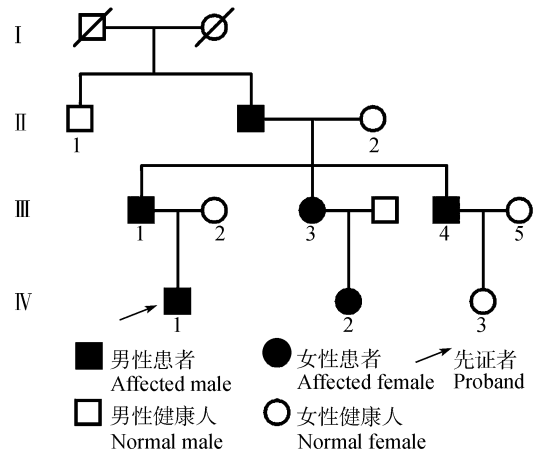 I
II
1
2
III
1
2
3
4
5
IV
1
2
3
男性患者
Affected male
女性患者
Affected female
先证者
Proband
男性健康人
Normal male
女性健康人
Normal female